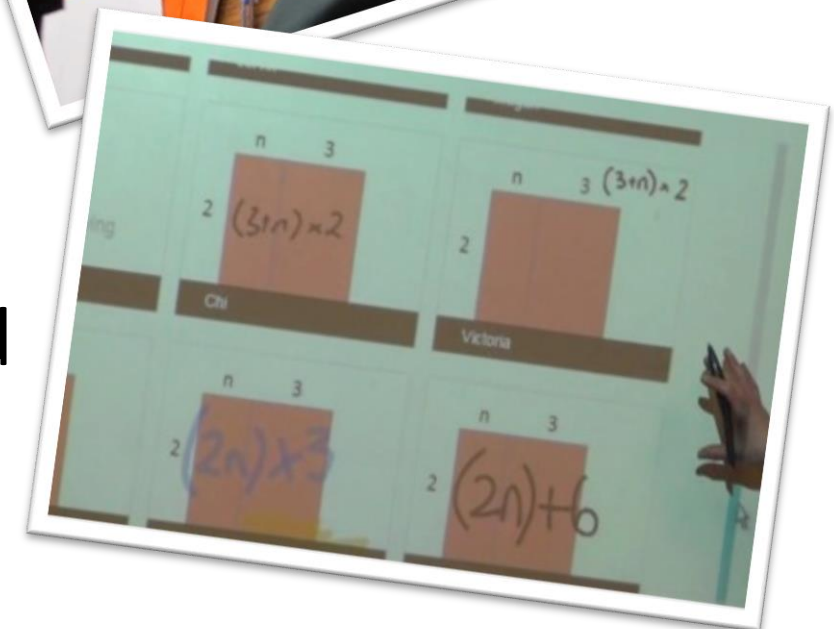 n 3
2 (3+n)×2
Chi
n 3 (3+n)×2
2
Victoria
n 3
2 (2n)×3
n 3
2 (2n)+6